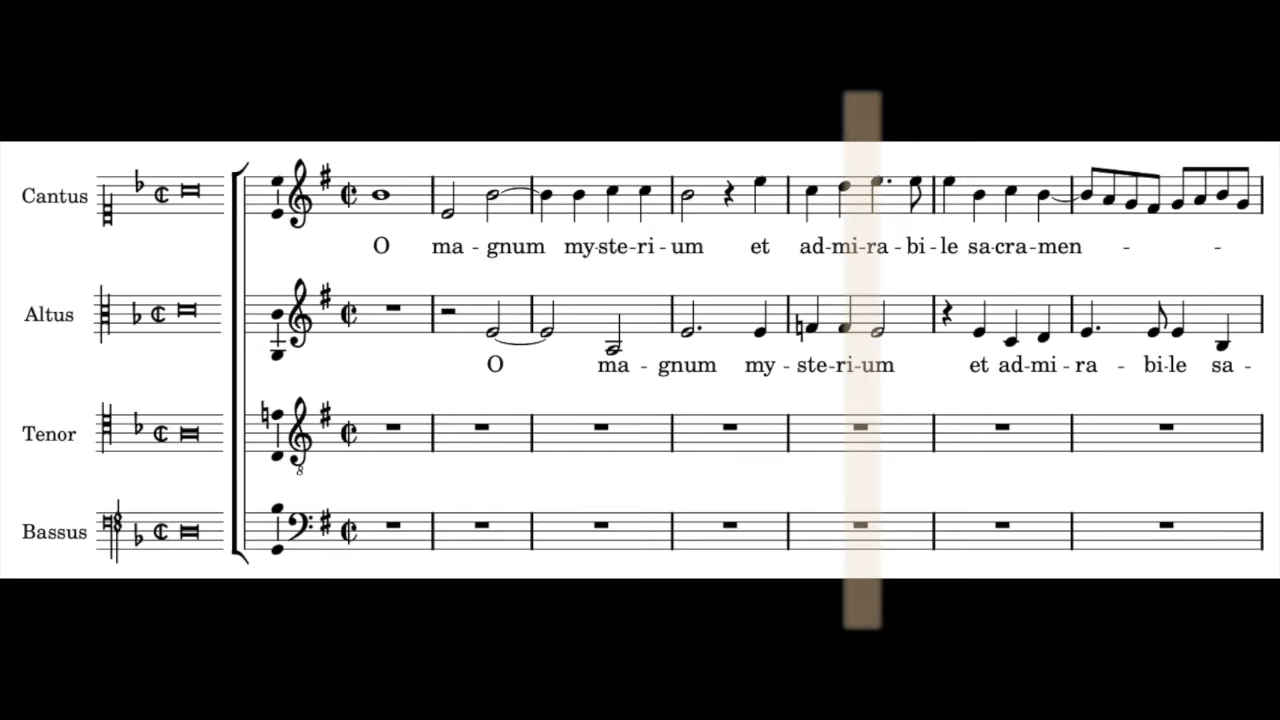 Cantus
O ma - gnum my-ste-ri-um et ad-mi-ra-bi-le sa-cra-men - - -
Altus
O ma - gnum my-ste-ri-um et ad-mi-ra - bi-le sa -
Tenor
8
Bassus